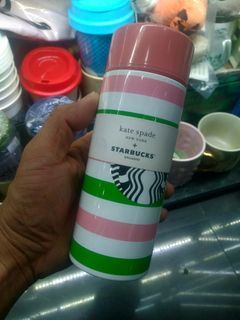 kate spade
NEW YORK
+
STARBUCKS